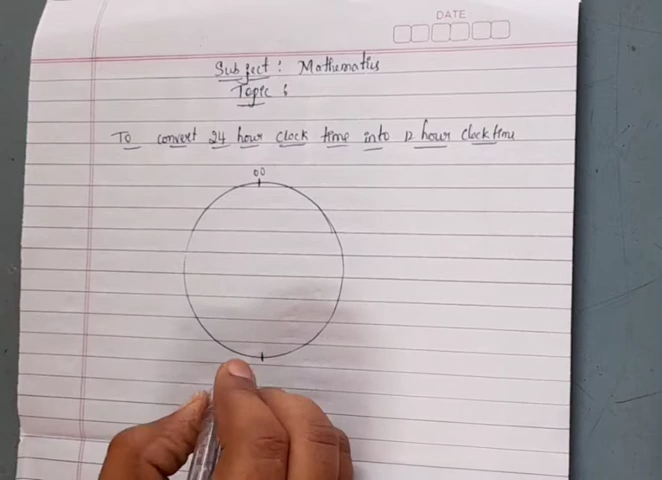 DATE
Subject : Mathematics
Topic :
To convert 24 hour clock time into 12 hour clock time
00